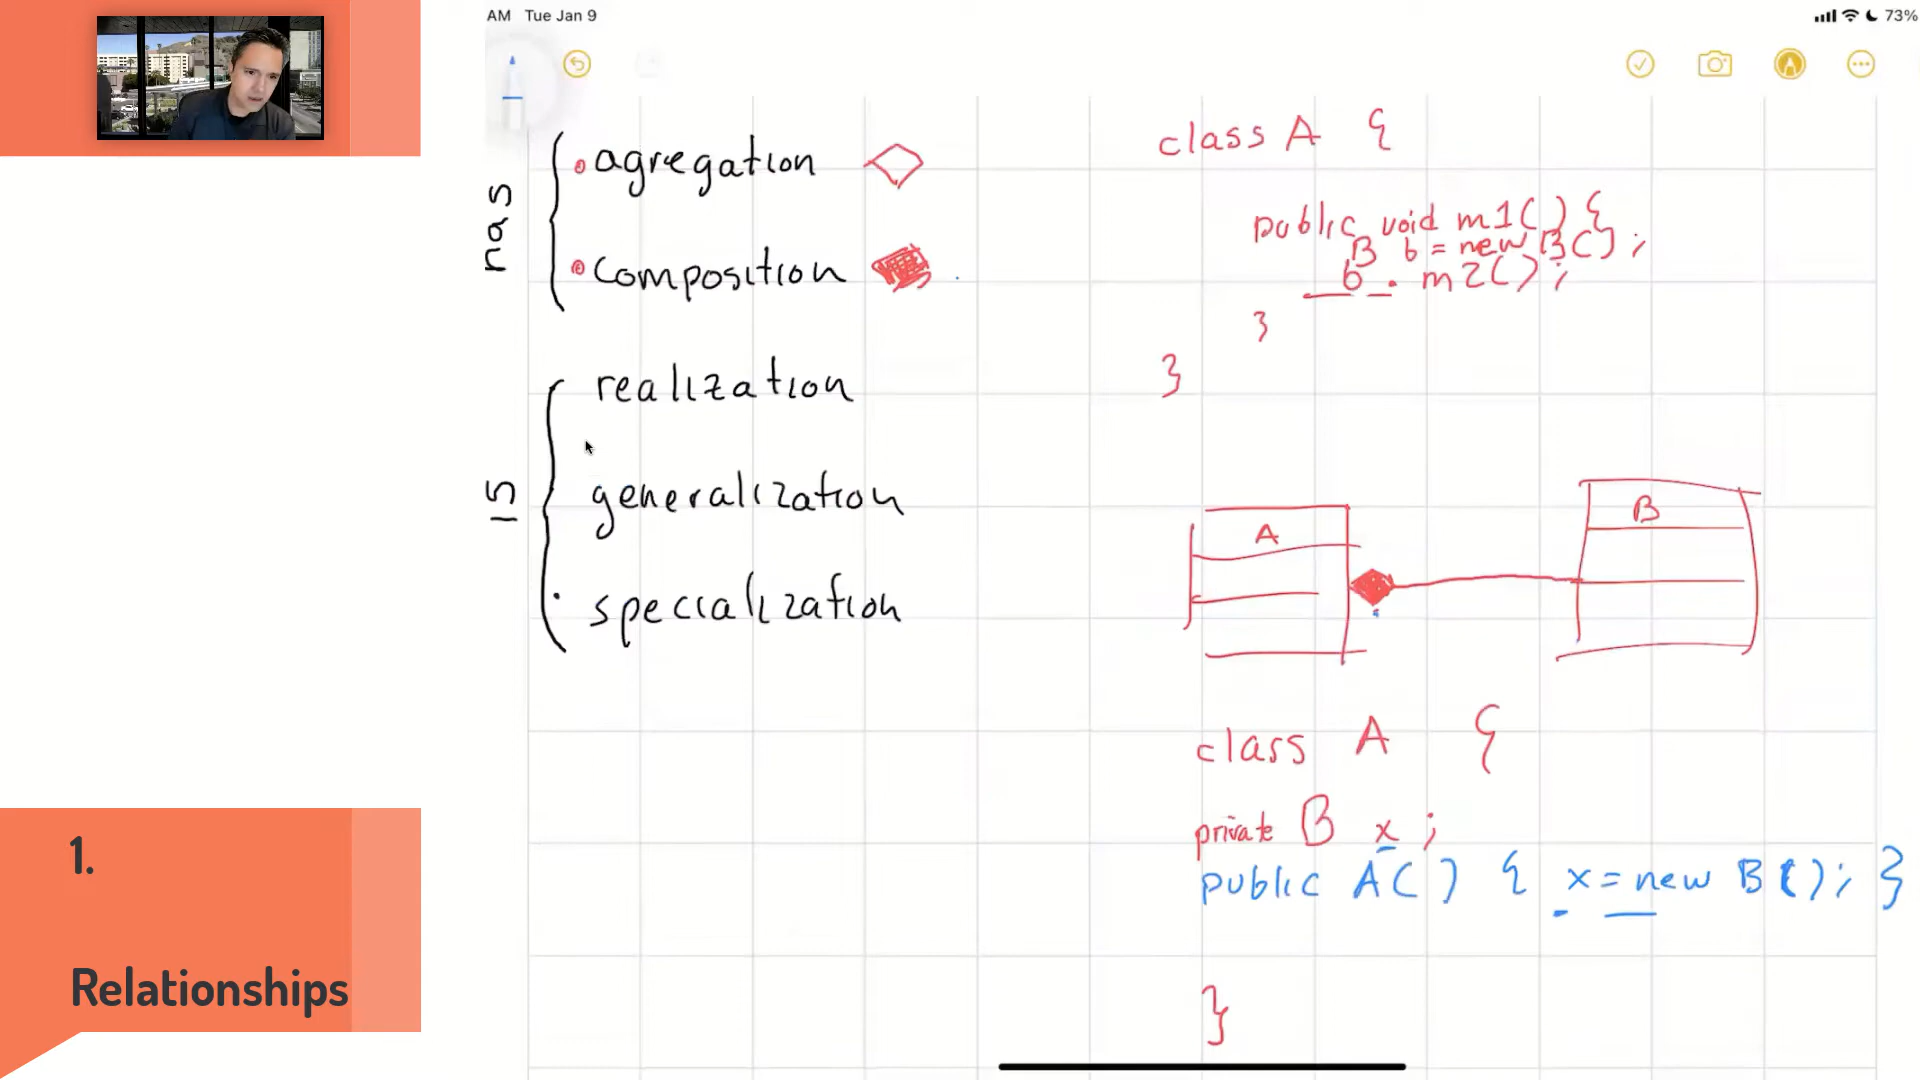 AM Tue Jan 9
73%
has
agregation
composition
is
realization
generalization
specialization
class A {
public void m1() {
B b = new B();
b . m2();
}
}
A
B
class A {
private B x ;
public A() { x = new B(); }
}
1.
Relationships